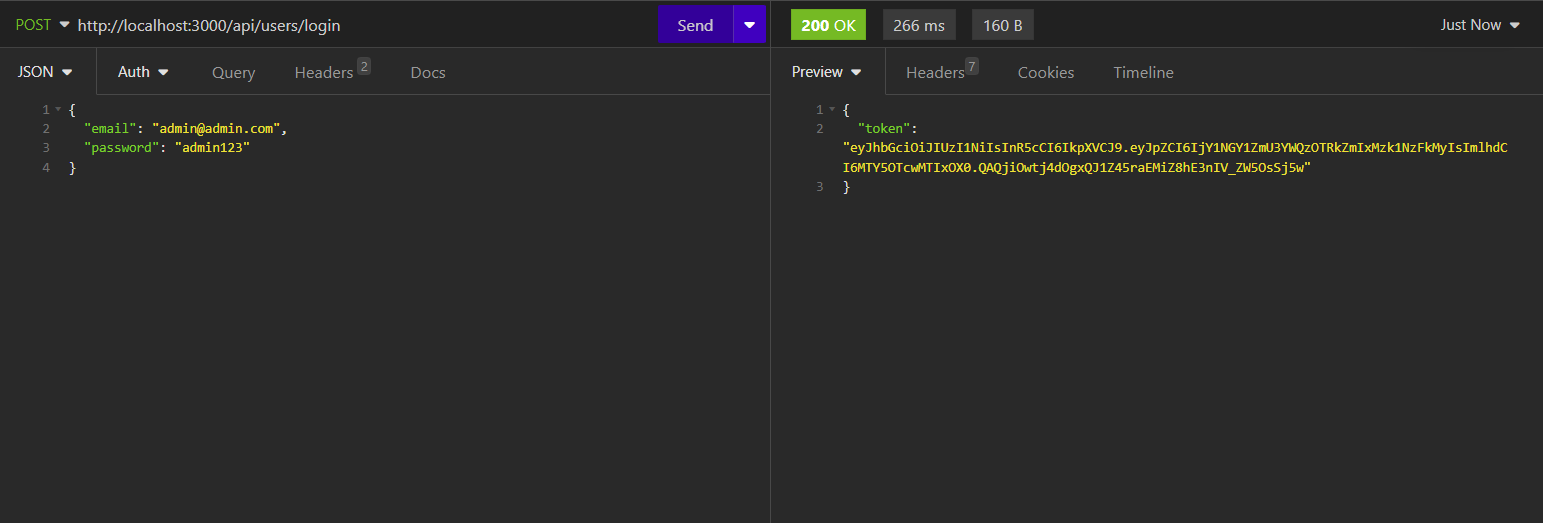 POST http://localhost:3000/api/users/login Send
200 OK 266 ms 160 B Just Now
JSON Auth Query Headers 2 Docs
Preview Headers 7 Cookies Timeline
1 {
2 "email": "admin@admin.com",
3 "password": "admin123"
4 }
1 {
2 "token":
"eyJhbGciOiJIUzI1NiIsInR5cCI6IkpXVCJ9.eyJpZCI6IjY1NGY1ZmU3YWQzOTRkZmIxMzk1NzFkMyIsImlhdC
I6MTY5OTcwMTIxOX0.QAQjiOwtj4dOgxQJ1Z45raEMiZ8hE3nIV_ZW5OsSj5w"
3 }